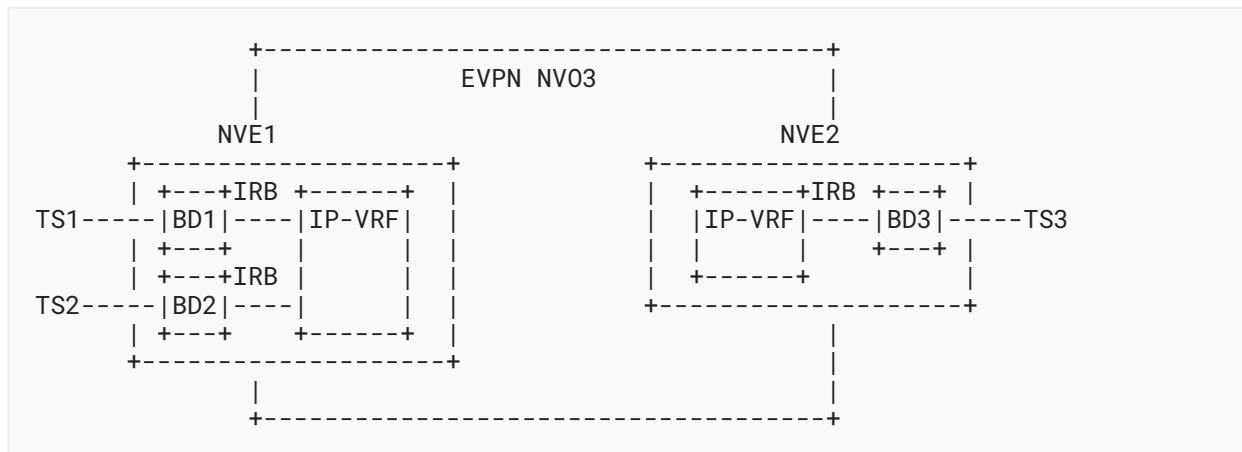 EVPN NVO3
NVE1 NVE2
IRB IRB
TS1 BD1 IP-VRF IP-VRF BD3 TS3
IRB
TS2 BD2